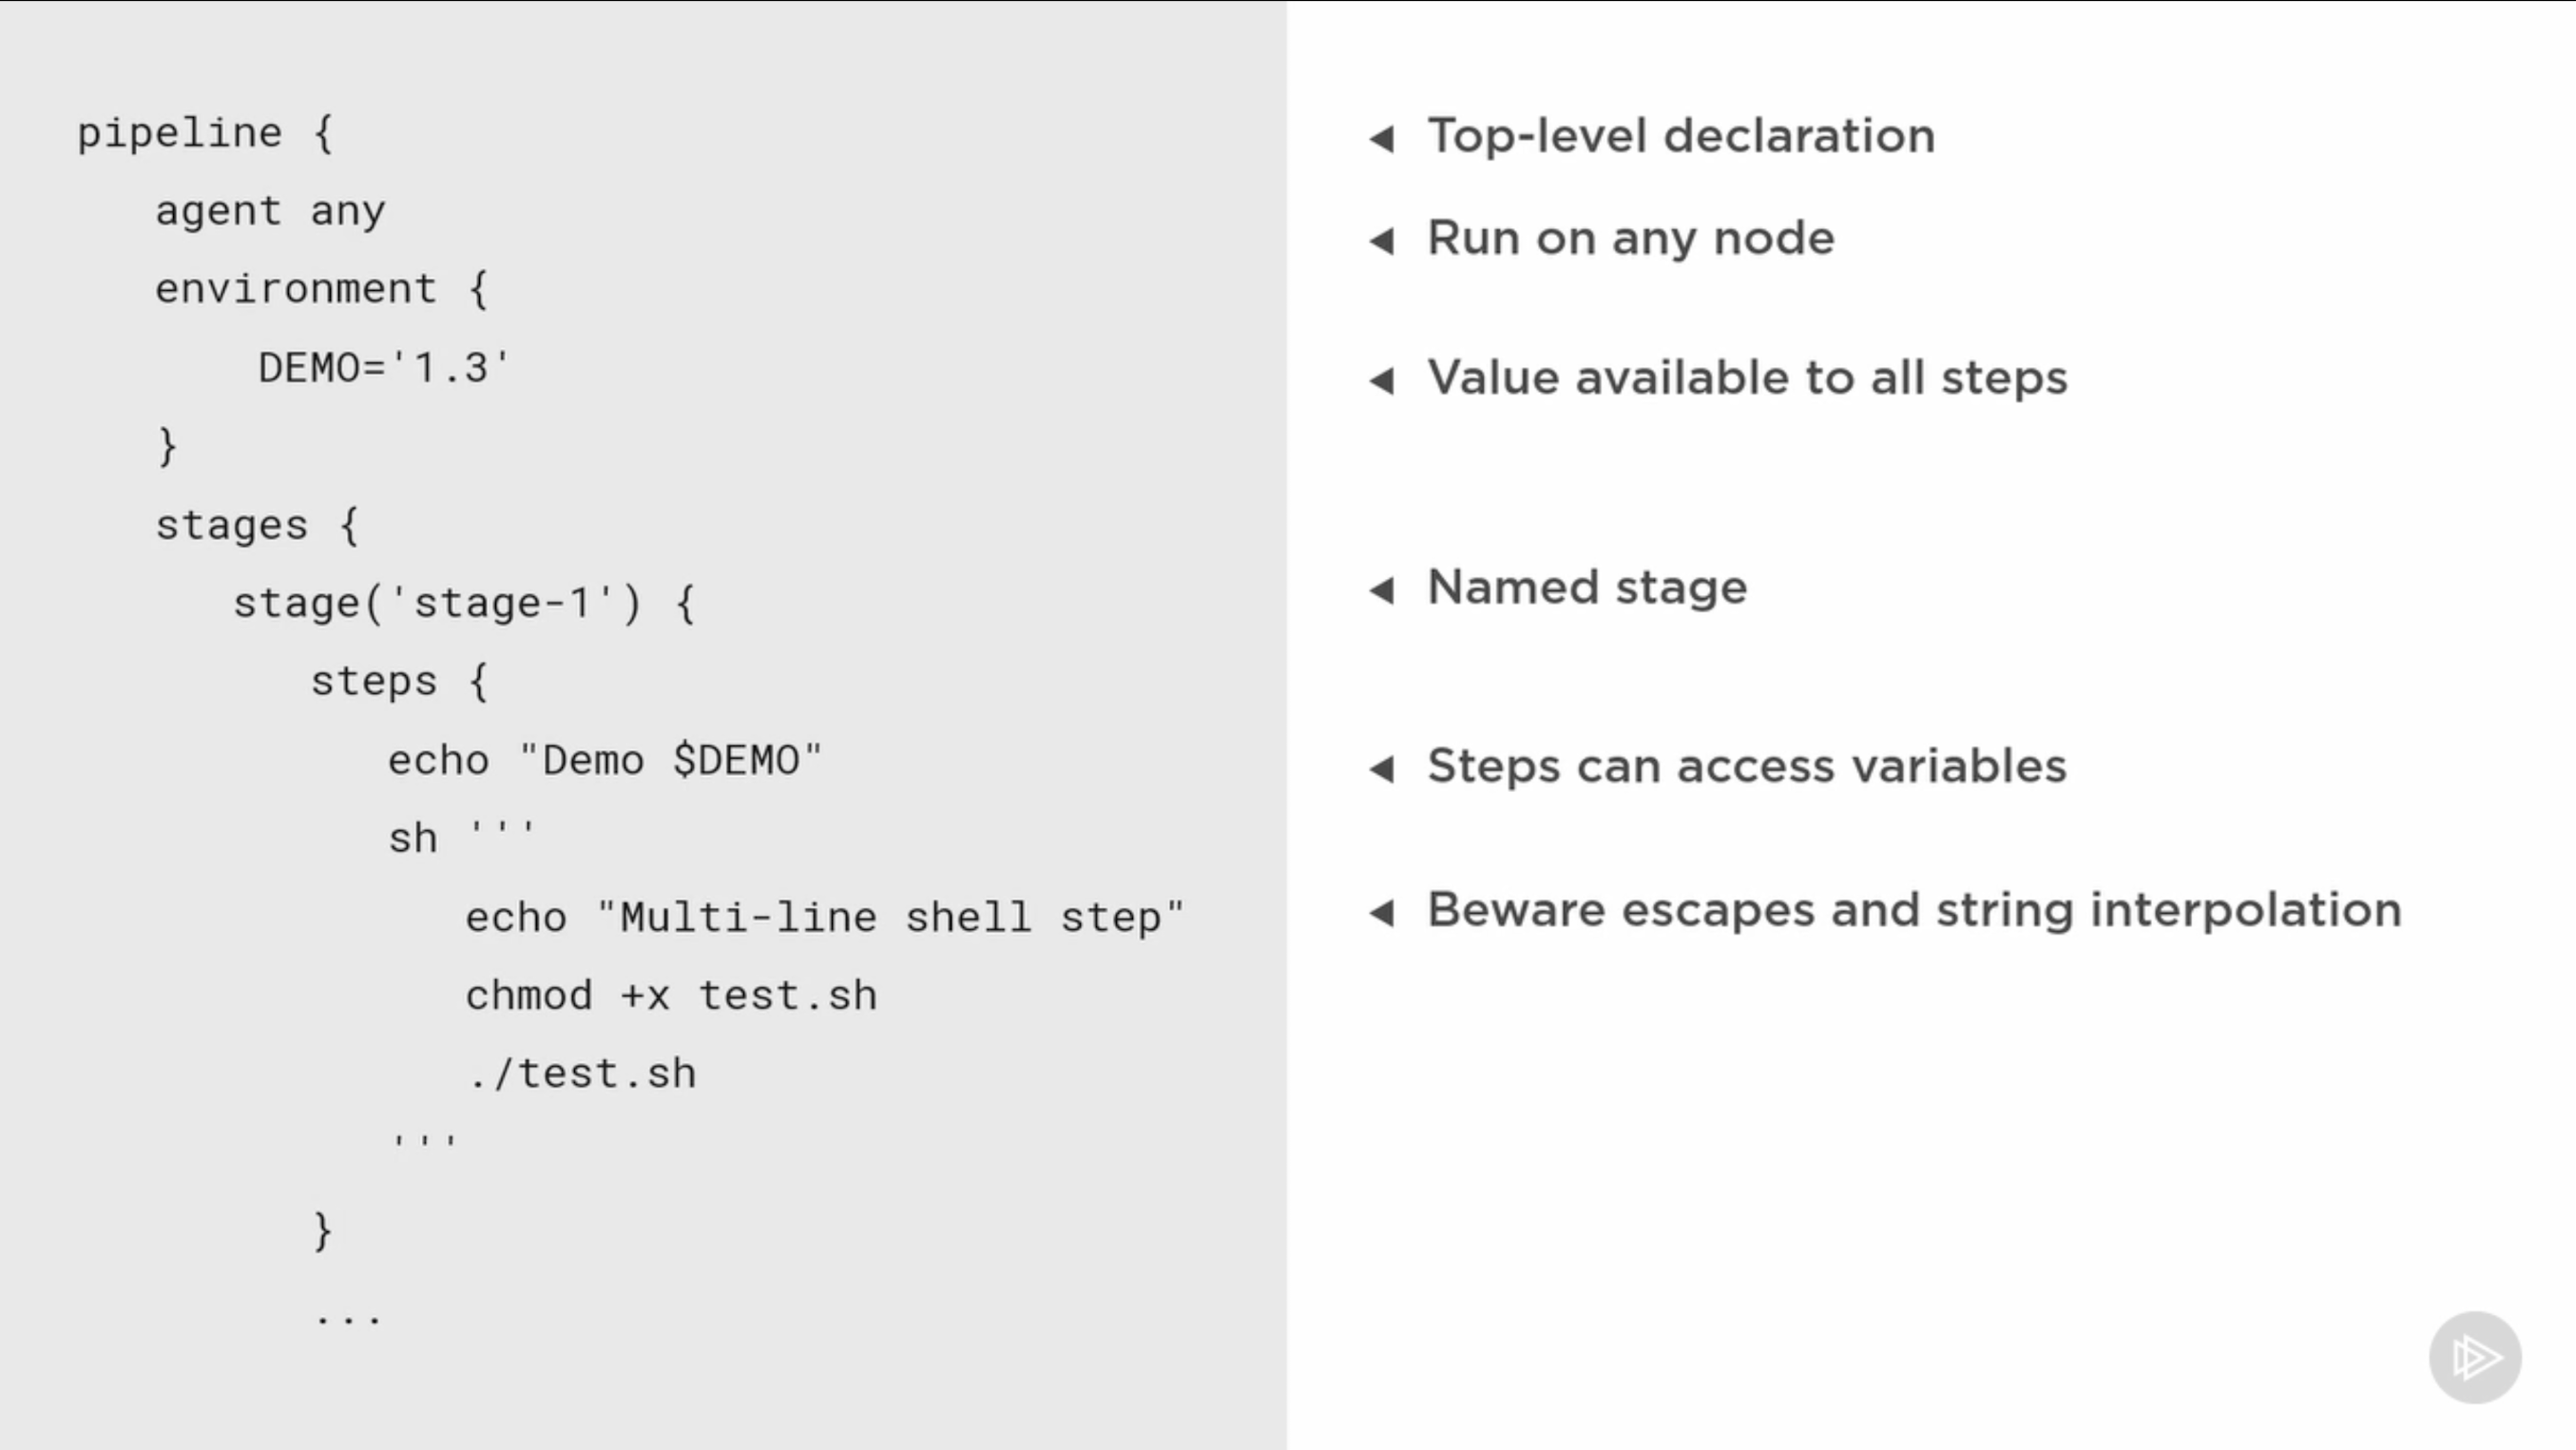 pipeline {
agent any
environment {
DEMO='1.3'
}
stages {
stage('stage-1') {
steps {
echo "Demo $DEMO"
sh '''
echo "Multi-line shell step"
chmod +x test.sh
./test.sh
'''
}
...
Top-level declaration
Run on any node
Value available to all steps
Named stage
Steps can access variables
Beware escapes and string interpolation